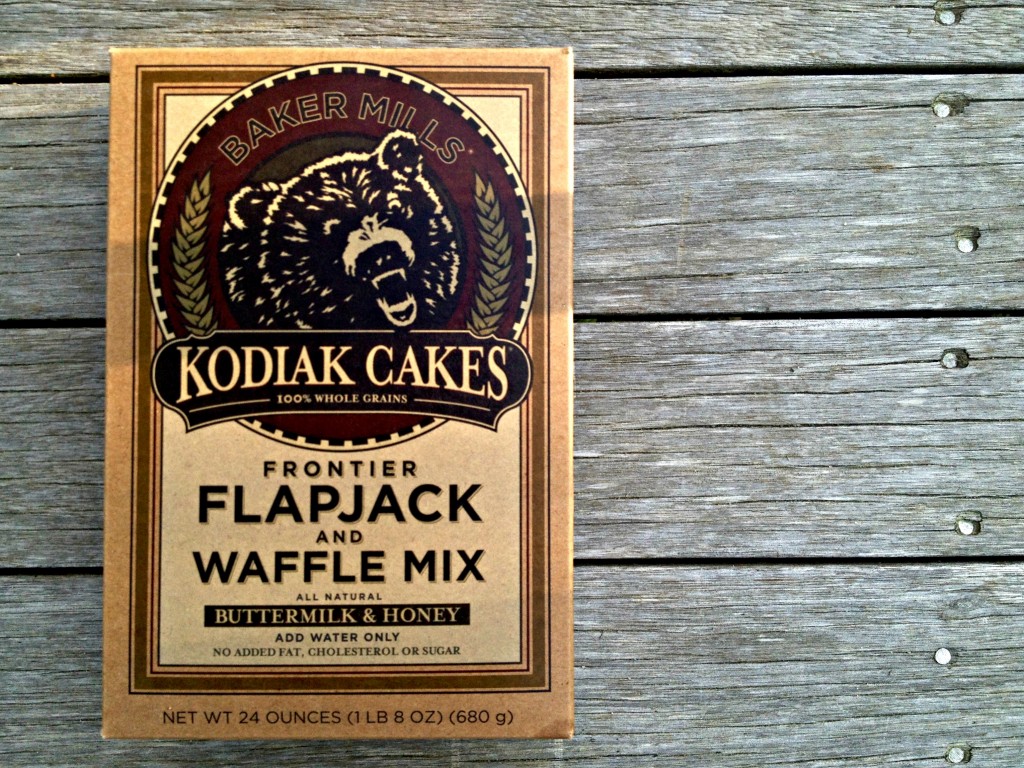 BAKER MILLS
KODIAK CAKES
100% WHOLE GRAINS
FRONTIER
FLAPJACK
AND
WAFFLE MIX
ALL NATURAL
BUTTERMILK & HONEY
ADD WATER ONLY
NO ADDED FAT, CHOLESTEROL OR SUGAR
NET WT 24 OUNCES (1 LB 8 OZ) (680 g)